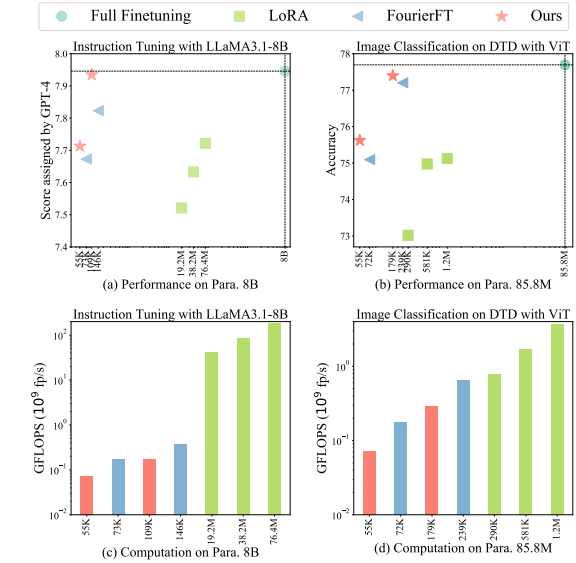 Full Finetuning LoRA FourierFT Ours
Instruction Tuning with LLaMA3.1-8B
Score assigned by GPT-4
8.0
7.9
7.8
7.7
7.6
7.5
7.4
55K
73K
109K
146K
19.2M
38.2M
76.4M
8B
(a) Performance on Para. 8B
Image Classification on DTD with ViT
Accuracy
78
77
76
75
74
73
55K
72K
179K
239K
290K
581K
1.2M
85.8M
(b) Performance on Para. 85.8M
Instruction Tuning with LLaMA3.1-8B
GFLOPS (10⁹ fp/s)
10²
10¹
10⁰
10⁻¹
10⁻²
55K
73K
109K
146K
19.2M
38.2M
76.4M
(c) Computation on Para. 8B
Image Classification on DTD with ViT
GFLOPS (10⁹ fp/s)
10⁰
10⁻¹
10⁻²
55K
72K
179K
239K
290K
581K
1.2M
(d) Computation on Para. 85.8M